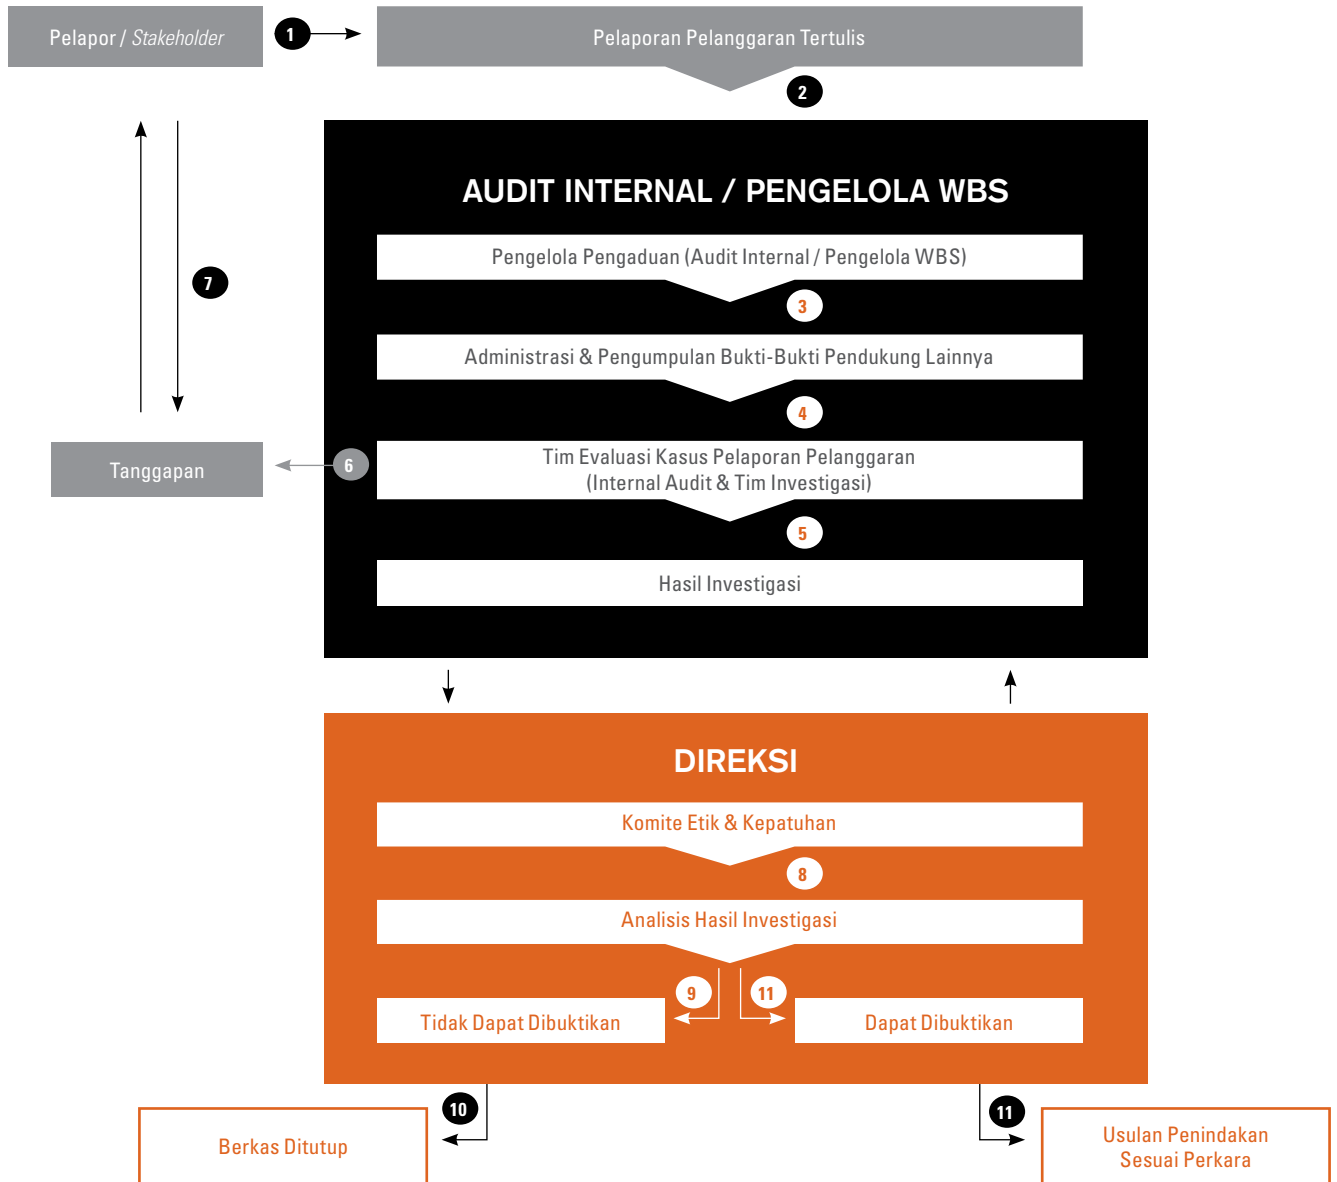 Pelapor / Stakeholder
1
Pelaporan Pelanggaran Tertulis
2
AUDIT INTERNAL / PENGELOLA WBS
Pengelola Pengaduan (Audit Internal / Pengelola WBS)
3
7
Administrasi & Pengumpulan Bukti-Bukti Pendukung Lainnya
4
Tim Evaluasi Kasus Pelaporan Pelanggaran
(Internal Audit & Tim Investigasi)
6
Tanggapan
5
Hasil Investigasi
DIREKSI
Komite Etik & Kepatuhan
8
Analisis Hasil Investigasi
9
11
Tidak Dapat Dibuktikan
Dapat Dibuktikan
10
11
Berkas Ditutup
Usulan Penindakan
Sesuai Perkara